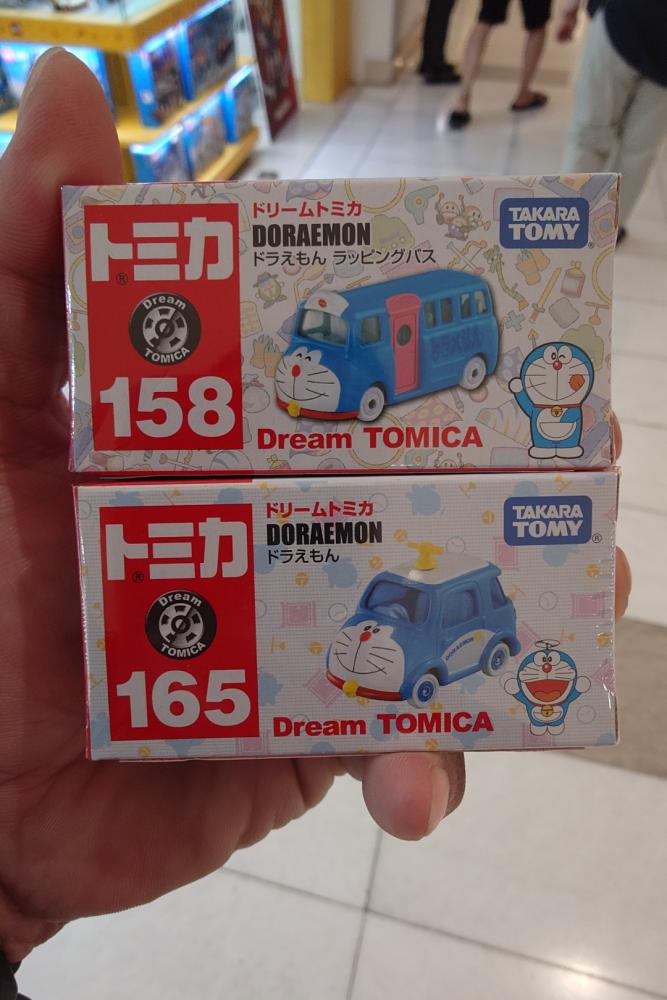 トミカ®
Dream
TOMICA
158
ドリームトミカ
DORAEMON
ドラえもん ラッピングバス
TAKARA
TOMY®
Dream TOMICA
トミカ®
Dream
TOMICA
165
ドリームトミカ
DORAEMON
ドラえもん
TAKARA
TOMY®
DORAEMON
Dream TOMICA